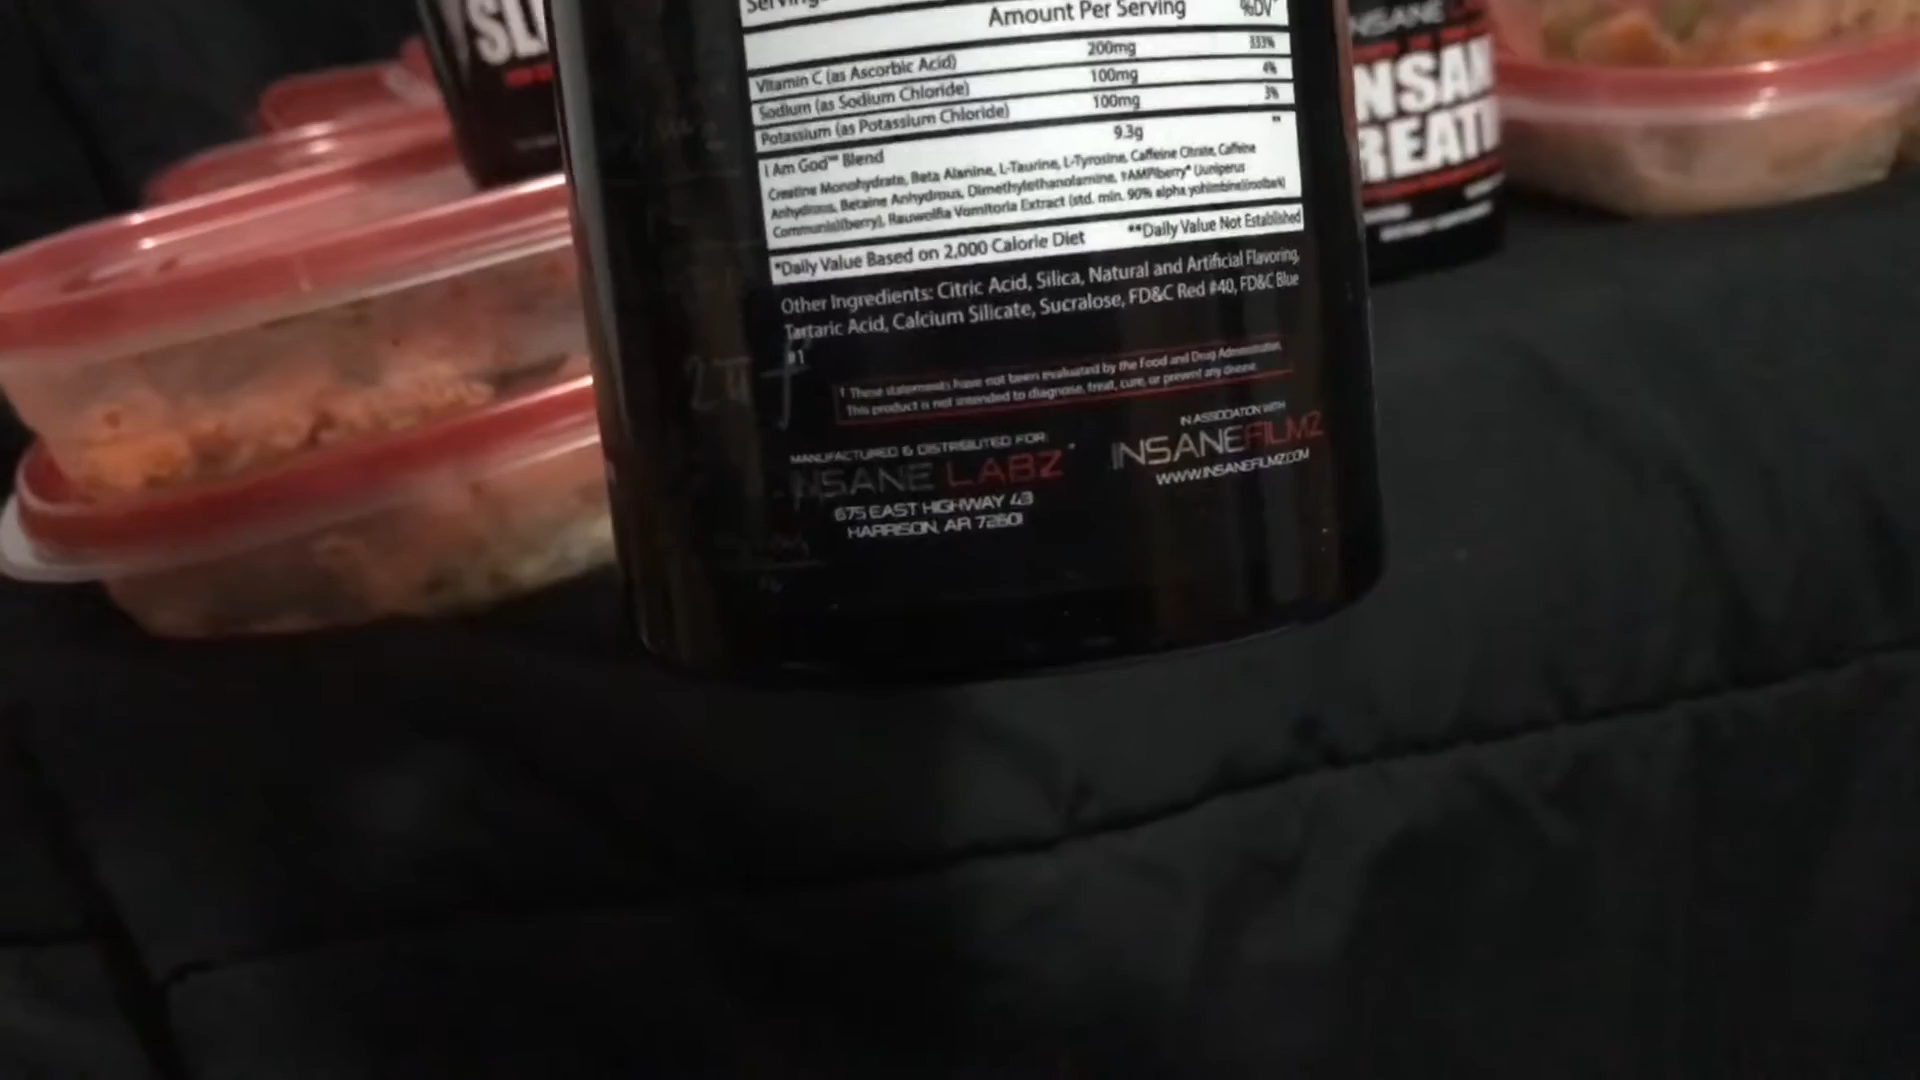 SL
Amount Per Serving %DV*
Vitamin C (as Ascorbic Acid) 200mg 333%
Sodium (as Sodium Chloride) 100mg 4%
Potassium (as Potassium Chloride) 100mg 3%
I Am God™ Blend 9.3g **
Creatine Monohydrate, Beta Alanine, L-Taurine, L-Tyrosine, Caffeine Citrate, Caffeine
Anhydrous, Betaine Anhydrous, Dimethylethanolamine, †AMPiberry® (Juniperus
Communis)(berry), Rauwolfia Vomitoria Extract (std. min. 90% alpha yohimbine)(rootbark)
*Daily Value Based on 2,000 Calorie Diet **Daily Value Not Established
Other Ingredients: Citric Acid, Silica, Natural and Artificial Flavoring,
Tartaric Acid, Calcium Silicate, Sucralose, FD&C Red #40, FD&C Blue
#1
† These statements have not been evaluated by the Food and Drug Administration.
This product is not intended to diagnose, treat, cure, or prevent any disease.
MANUFACTURED & DISTRIBUTED FOR:
INSANE LABZ
675 EAST HIGHWAY 43
HARRISON, AR 72601
IN ASSOCIATION WITH
INSANEFILMZ
WWW.INSANEFILMZ.COM
NSANE
NSAN
REATI